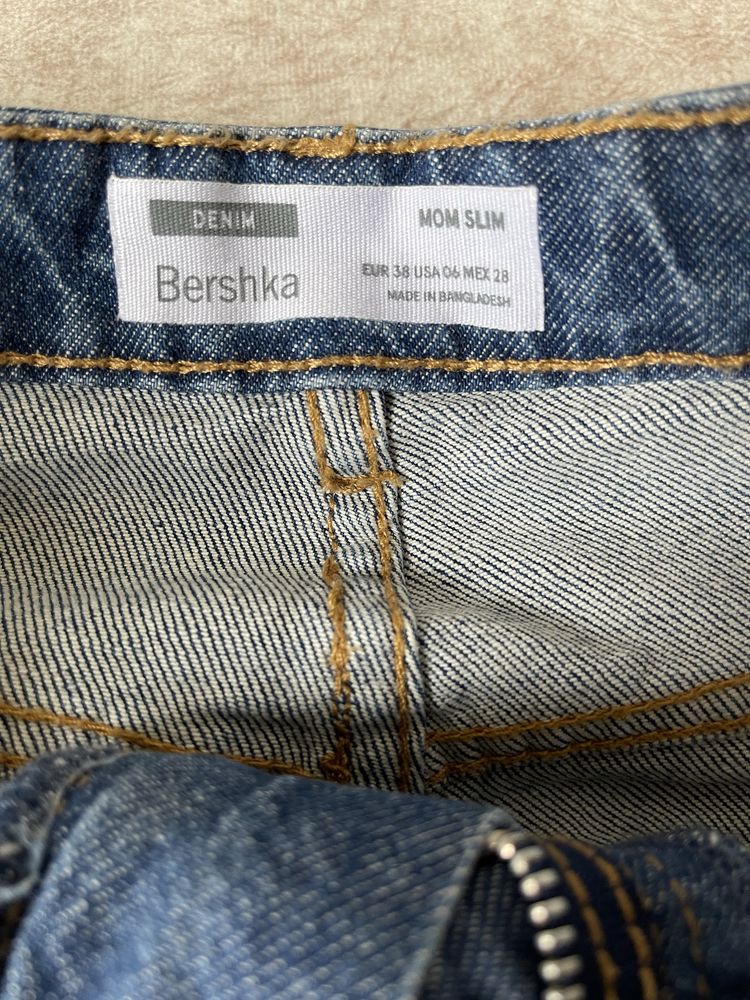 DENIM
MOM SLIM
Bershka
EUR 38 USA 06 MEX 28
MADE IN BANGLADESH